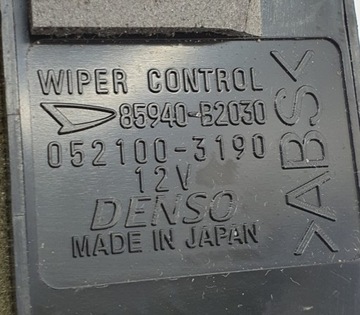 WIPER CONTROL
85940-B2030
052100-3190
12V
DENSO
MADE IN JAPAN
>ABS<